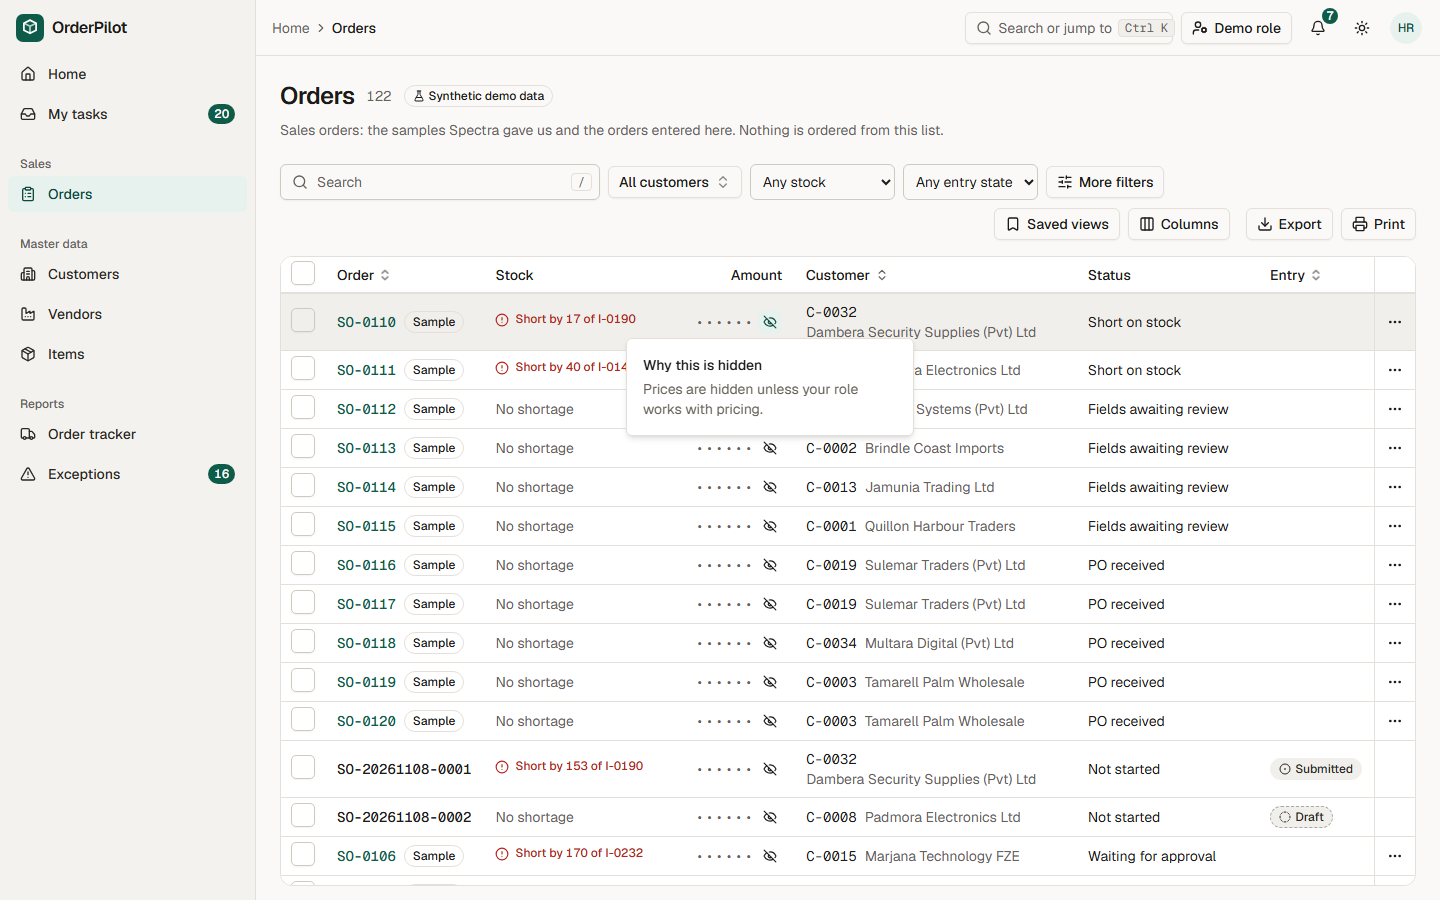 OrderPilot
Home
My tasks 20
Sales
Orders
Master data
Customers
Vendors
Items
Reports
Order tracker
Exceptions 16
Home > Orders
Search or jump to Ctrl K
Demo role
7
HR
Orders 122 Synthetic demo data
Sales orders: the samples Spectra gave us and the orders entered here. Nothing is ordered from this list.
Search /
All customers
Any stock
Any entry state
More filters
Saved views
Columns
Export
Print
Order Stock Amount Customer Status Entry
SO-0110 Sample Short by 17 of I-0190 •••••• C-0032 Dambera Security Supplies (Pvt) Ltd Short on stock
Why this is hidden
Prices are hidden unless your role
works with pricing.
SO-0111 Sample Short by 40 of Electronics Ltd Short on stock
SO-0112 Sample No shortage Systems (Pvt) Ltd Fields awaiting review
SO-0113 Sample No shortage •••••• C-0002 Brindle Coast Imports Fields awaiting review
SO-0114 Sample No shortage •••••• C-0013 Jamunia Trading Ltd Fields awaiting review
SO-0115 Sample No shortage •••••• C-0001 Quillon Harbour Traders Fields awaiting review
SO-0116 Sample No shortage •••••• C-0019 Sulemar Traders (Pvt) Ltd PO received
SO-0117 Sample No shortage •••••• C-0019 Sulemar Traders (Pvt) Ltd PO received
SO-0118 Sample No shortage •••••• C-0034 Multara Digital (Pvt) Ltd PO received
SO-0119 Sample No shortage •••••• C-0003 Tamarell Palm Wholesale PO received
SO-0120 Sample No shortage •••••• C-0003 Tamarell Palm Wholesale PO received
SO-20261108-0001 Short by 153 of I-0190 •••••• C-0032 Dambera Security Supplies (Pvt) Ltd Not started Submitted
SO-20261108-0002 No shortage •••••• C-0008 Padmora Electronics Ltd Not started Draft
SO-0106 Sample Short by 170 of I-0232 •••••• C-0015 Marjana Technology FZE Waiting for approval